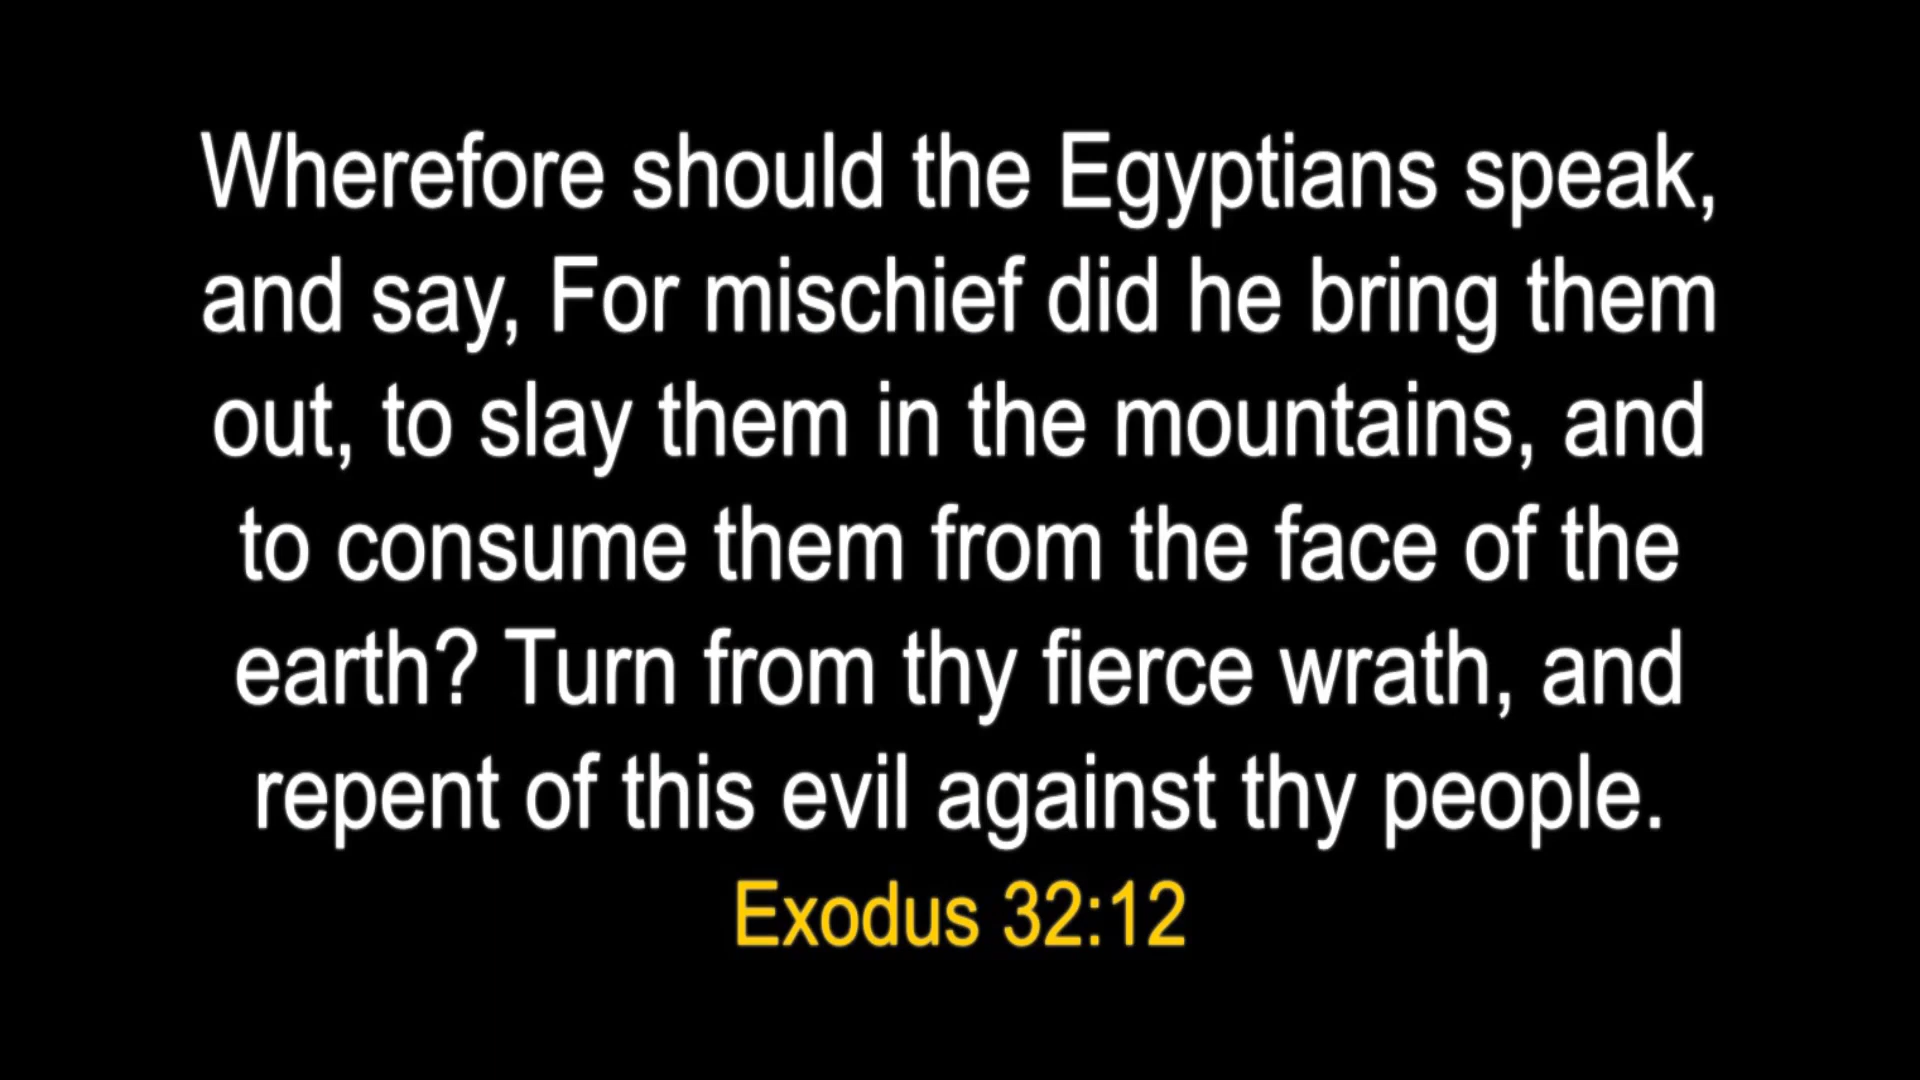 Wherefore should the Egyptians speak,
and say, For mischief did he bring them
out, to slay them in the mountains, and
to consume them from the face of the
earth? Turn from thy fierce wrath, and
repent of this evil against thy people.
Exodus 32:12